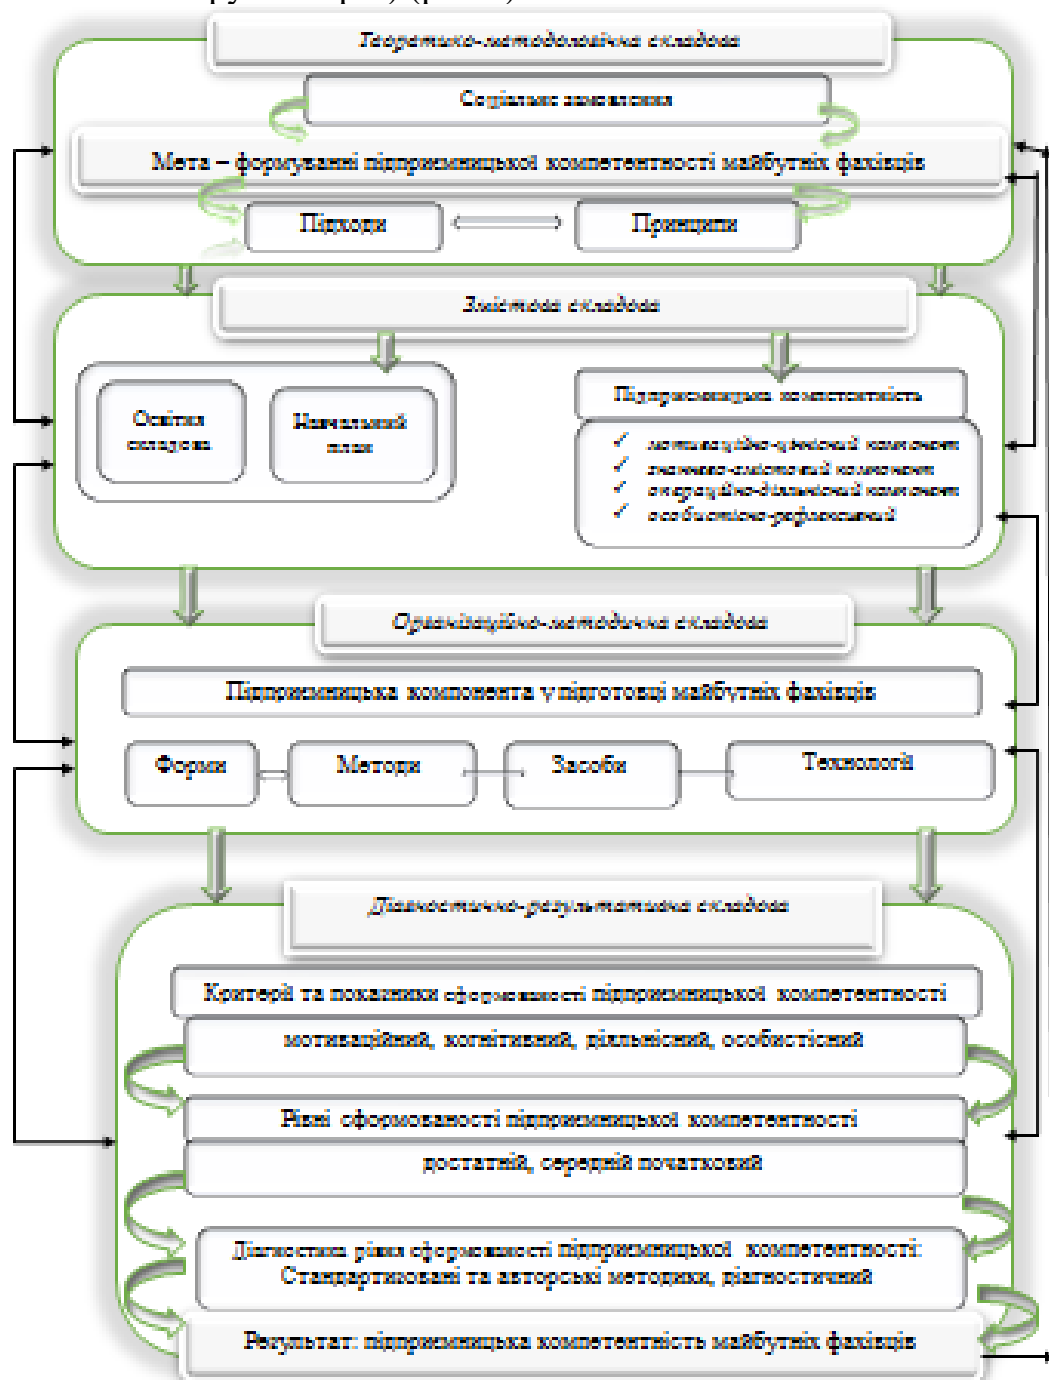 Теоретико-методологічна складова
Соціальне замовлення
Мета – формуванні підприємницької компетентності майбутніх фахівців
Підходи
Принципи
Змістова складова
Освітня складова
Навчальний план
Підприємницька компетентність
✓ мотиваційно-ціннісний компонент
✓ знаннєво-змістовий компонент
✓ операційно-діяльнісний компонент
✓ особистісно-рефлексивний
Організаційно-методична складова
Підприємницька компонента у підготовці майбутніх фахівців
Форми
Методи
Засоби
Технології
Діагностично-результативна складова
Критерії та показники сформованості підприємницької компетентності
мотиваційний, когнітивний, діяльнісний, особистісний
Рівні сформованості підприємницької компетентності
достатній, середній початковий
Діагностика рівня сформованості підприємницької компетентності:
Стандартизовані та авторські методики, діагностичний
Результат: підприємницька компетентність майбутніх фахівців